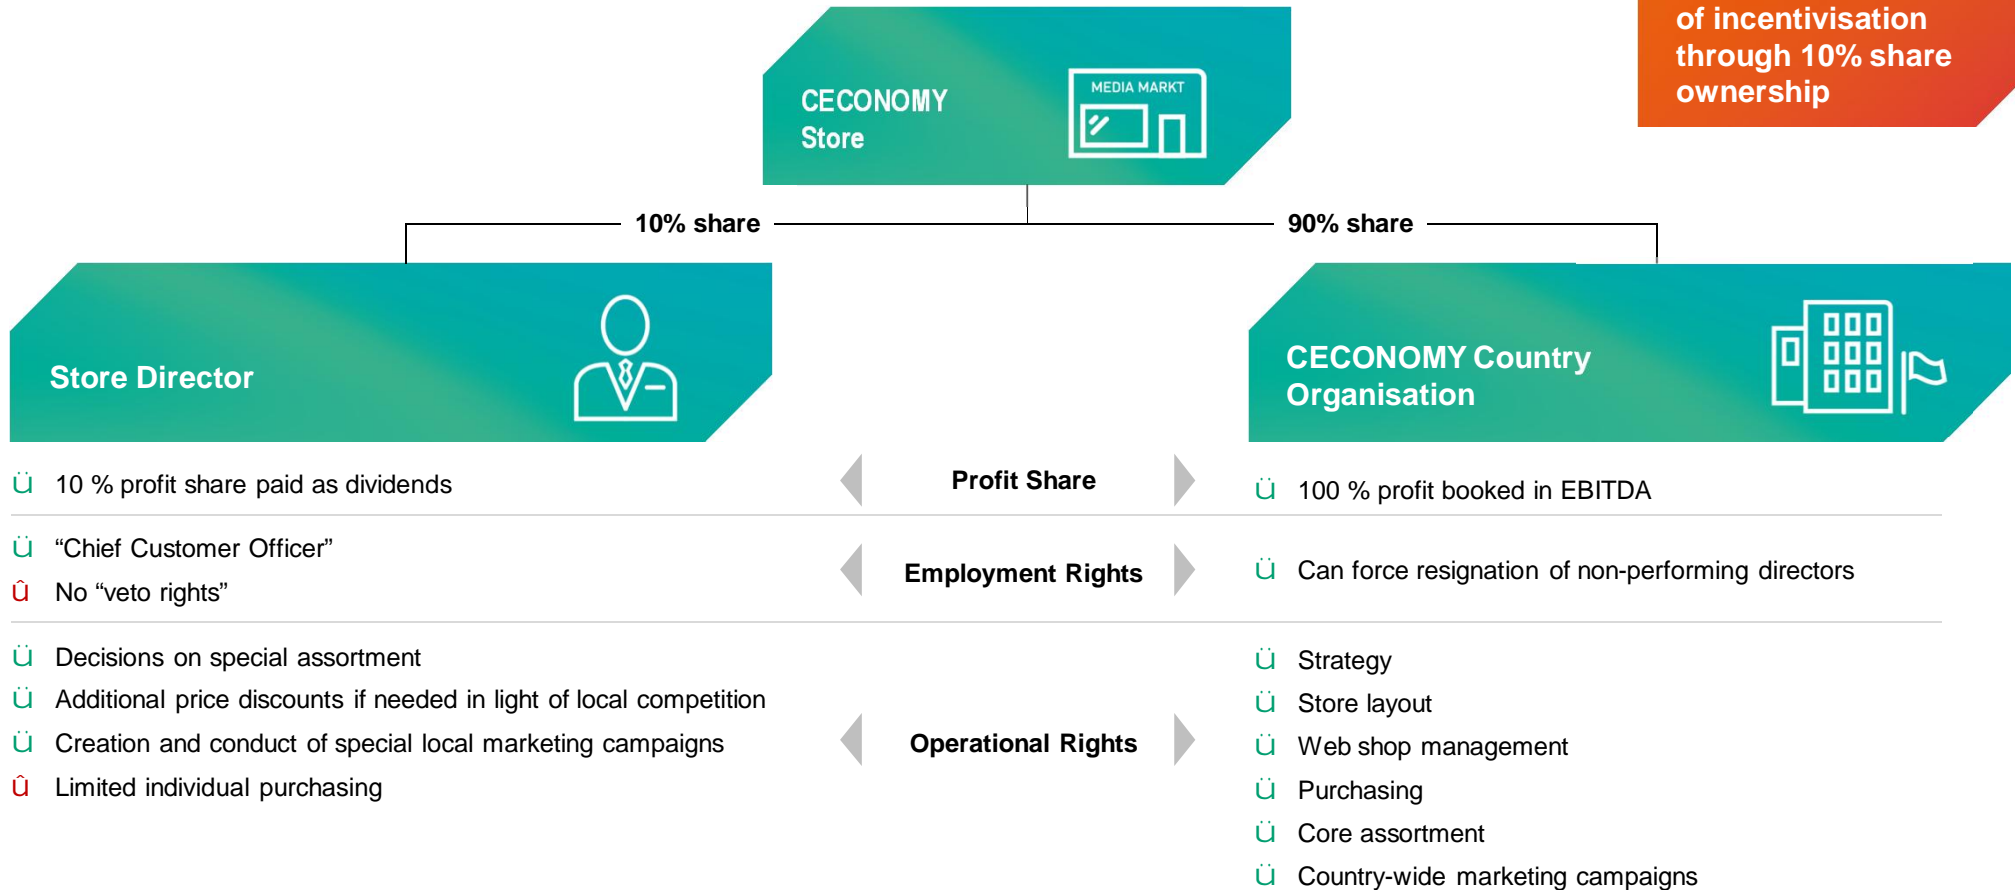 of incentivisation
through 10% share
ownership
CECONOMY
Store
MEDIA MARKT
10% share
90% share
Store Director
CECONOMY Country
Organisation
ü 10 % profit share paid as dividends
Profit Share
ü 100 % profit booked in EBITDA
ü “Chief Customer Officer”
û No “veto rights”
Employment Rights
ü Can force resignation of non-performing directors
ü Decisions on special assortment
ü Additional price discounts if needed in light of local competition
ü Creation and conduct of special local marketing campaigns
û Limited individual purchasing
Operational Rights
ü Strategy
ü Store layout
ü Web shop management
ü Purchasing
ü Core assortment
ü Country-wide marketing campaigns